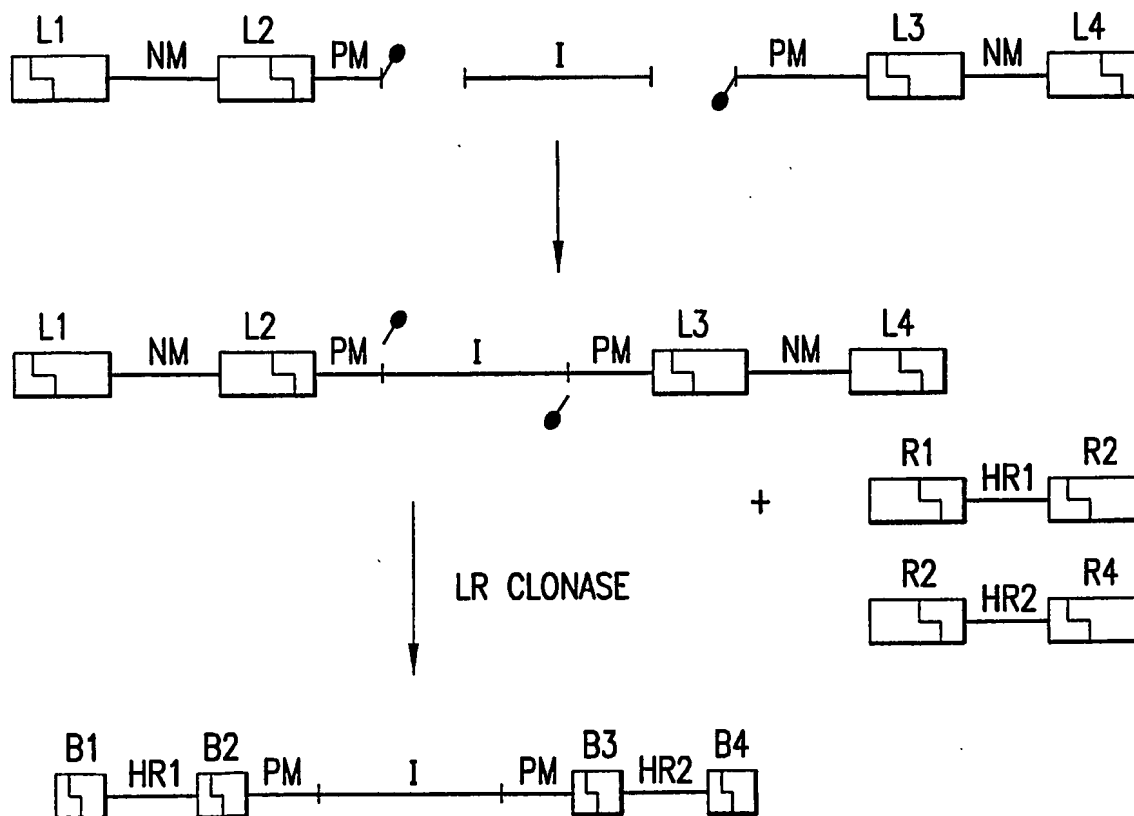 L1 NM L2 PM I PM L3 NM L4
L1 NM L2 PM I PM L3 NM L4
+ R1 HR1 R2
R2 HR2 R4
LR CLONASE
B1 HR1 B2 PM I PM B3 HR2 B4